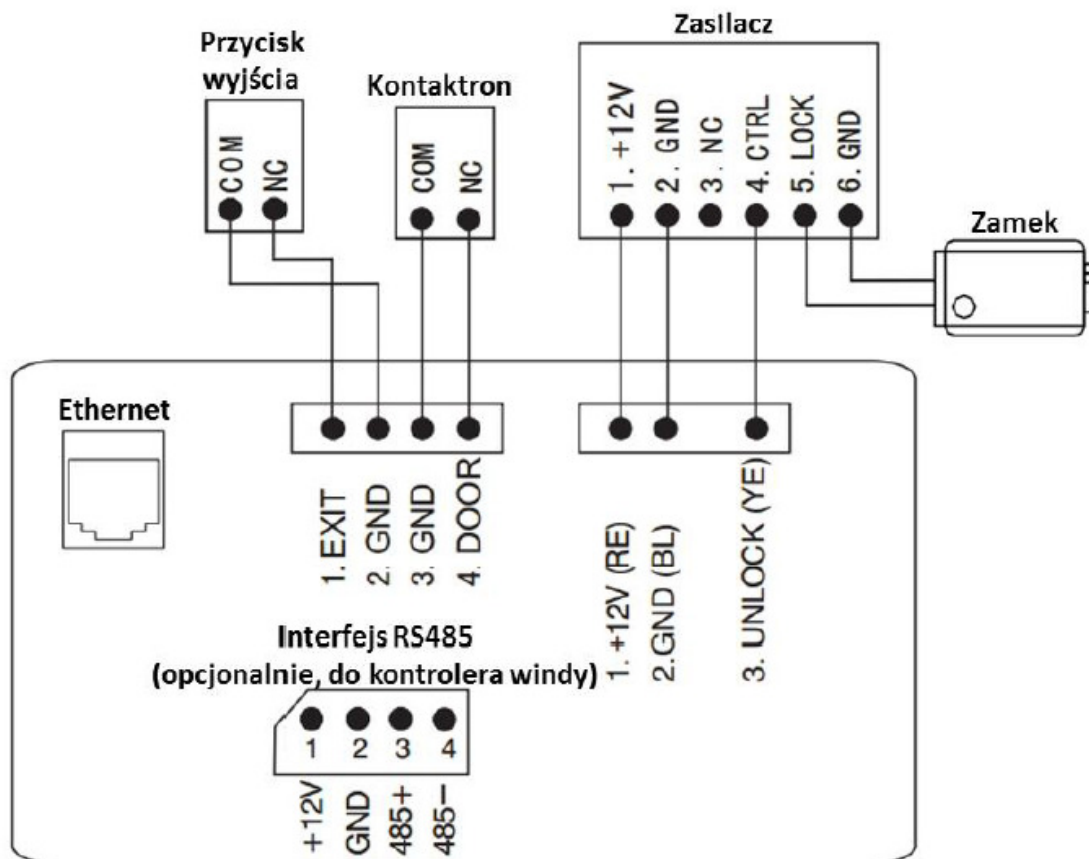 Zasilacz
Przycisk
wyjścia
Kontaktron
COM
NC
COM
NC
1. +12V
2. GND
3. NC
4. CTRL
5. LOCK
6. GND
Zamek
Ethernet
1. EXIT
2. GND
3. GND
4. DOOR
1. +12V (RE)
2.GND (BL)
3. UNLOCK (YE)
Interfejs RS485
(opcjonalnie, do kontrolera windy)
1 2 3 4
+12V
GND
485+
485−